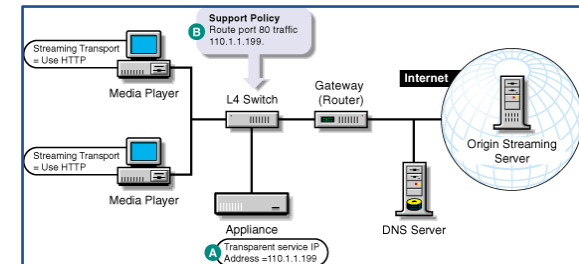 Support Policy
B
Route port 80 traffic
110.1.1.199.
Streaming Transport
= Use HTTP
Media Player
L4 Switch
Gateway
(Router)
Internet
Origin Streaming
Server
Streaming Transport
= Use HTTP
Media Player
Appliance
DNS Server
A
Transparent service IP
Address =110.1.1.199